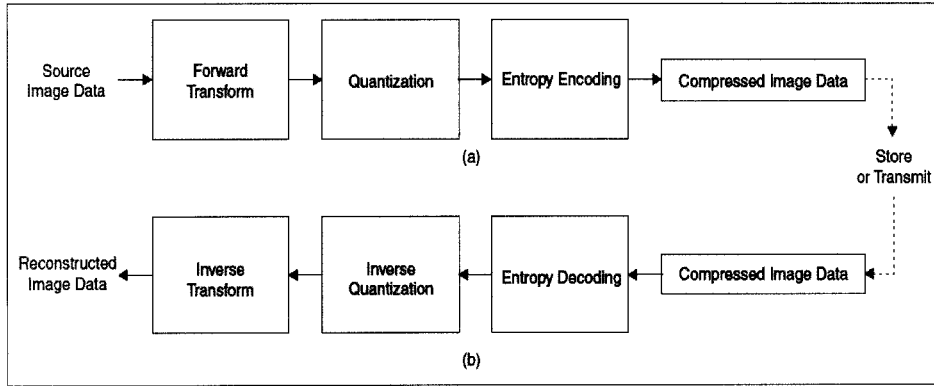 Source
Image Data
Forward
Transform
Quantization
Entropy Encoding
Compressed Image Data
(a)
Store
or Transmit
Reconstructed
Image Data
Inverse
Transform
Inverse
Quantization
Entropy Decoding
Compressed Image Data
(b)